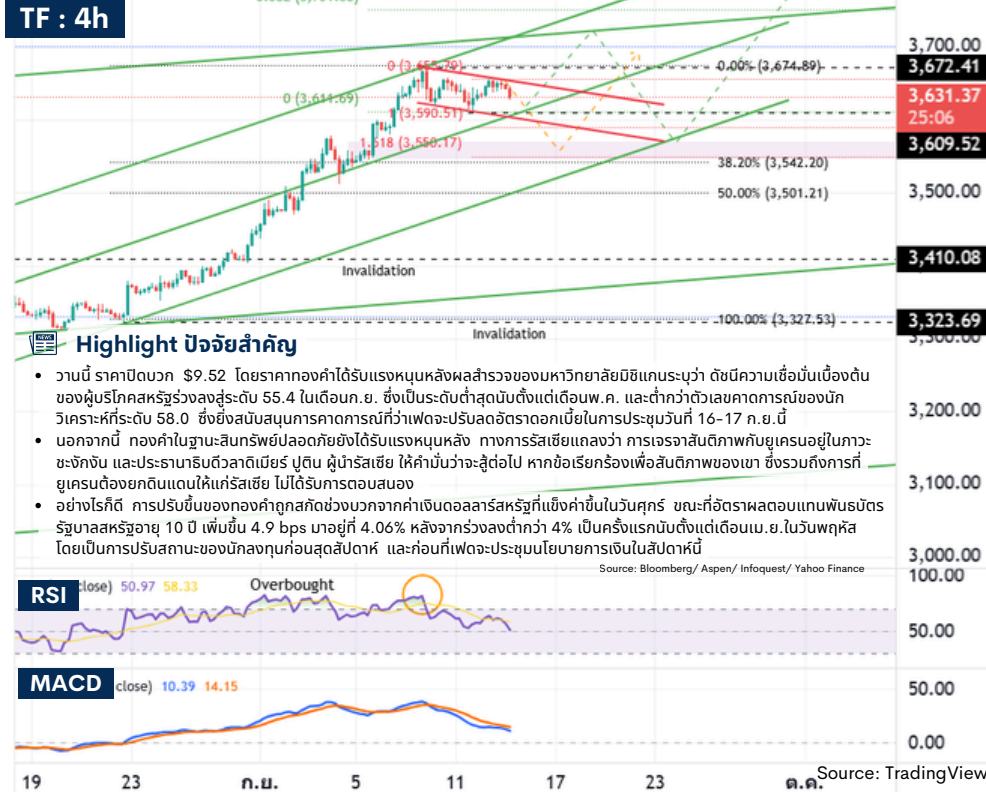 TF : 4h
3,700.00
0 (3,655.29)
0.00% (3,674.89)
3,672.41
0 (3,611.69)
3,631.37
25:06
1 (3,590.51)
3,609.52
1.618 (3,550.17)
38.20% (3,542.20)
50.00% (3,501.21)
3,500.00
3,410.08
Invalidation
100.00% (3,327.53)
3,323.69
Invalidation
3,300.00
NEWS
Highlight ปัจจัยสำคัญ
• วานนี้ ราคาปิดบวก $9.52 โดยราคาทองคำได้รับแรงหนุนหลังผลสำรวจของมหาวิทยาลัยมิชิแกนระบุว่า ดัชนีความเชื่อมั่นเบื้องต้น
ของผู้บริโภคสหรัฐร่วงลงสู่ระดับ 55.4 ในเดือนก.ย. ซึ่งเป็นระดับต่ำสุดนับตั้งแต่เดือนพ.ค. และต่ำกว่าตัวเลขคาดการณ์ของนัก
วิเคราะห์ที่ระดับ 58.0 ซึ่งยิ่งสนับสนุนการคาดการณ์ที่ว่าเฟดจะปรับลดอัตราดอกเบี้ยในการประชุมวันที่ 16-17 ก.ย.นี้
• นอกจากนี้ ทองคำในฐานะสินทรัพย์ปลอดภัยยังได้รับแรงหนุนหลัง ทางการรัสเซียแถลงว่า การเจรจาสันติภาพกับยูเครนอยู่ในภาวะ
ชะงักงัน และประธานาธิบดีวลาดิเมียร์ ปูติน ผู้นำรัสเซีย ให้คำมั่นว่าจะสู้ต่อไป หากข้อเรียกร้องเพื่อสันติภาพของเขา ซึ่งรวมถึงการที่
ยูเครนต้องยกดินแดนให้แก่รัสเซีย ไม่ได้รับการตอบสนอง
• อย่างไรก็ดี การปรับขึ้นของทองคำถูกสกัดช่วงบวกจากค่าเงินดอลลาร์สหรัฐที่แข็งค่าขึ้นในวันศุกร์ ขณะที่อัตราผลตอบแทนพันธบัตร
รัฐบาลสหรัฐอายุ 10 ปี เพิ่มขึ้น 4.9 bps มาอยู่ที่ 4.06% หลังจากร่วงลงต่ำกว่า 4% เป็นครั้งแรกนับตั้งแต่เดือนเม.ย.ในวันพฤหัส
โดยเป็นการปรับสถานะของนักลงทุนก่อนสุดสัปดาห์ และก่อนที่เฟดจะประชุมนโยบายการเงินในสัปดาห์นี้
3,200.00
3,100.00
3,000.00
Source: Bloomberg/ Aspen/ Infoquest/ Yahoo Finance
RSI
close) 50.97 58.33
Overbought
100.00
50.00
MACD
close) 10.39 14.15
50.00
0.00
19 23 ก.ย. 5 11 17 23 ต.ค.
Source: TradingView